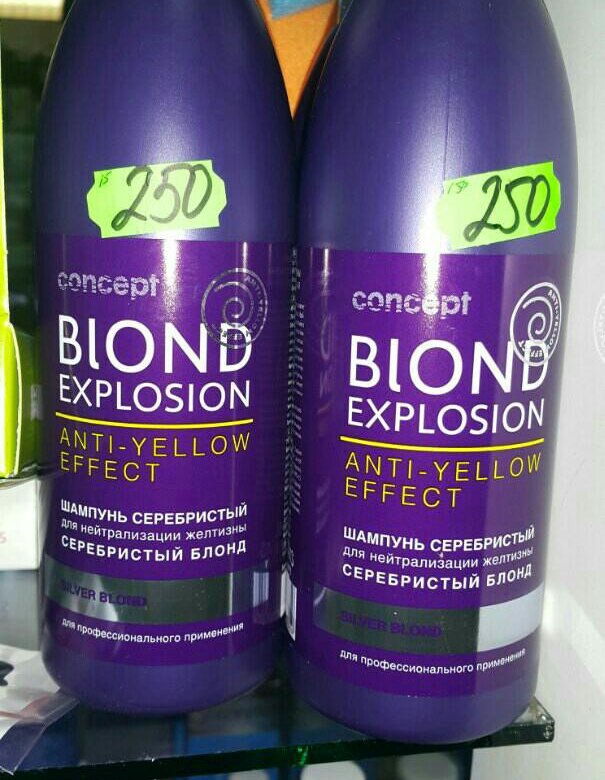 250
concept
BlOND
EXPLOSION
ANTI-YELLOW
EFFECT
ШАМПУНЬ СЕРЕБРИСТЫЙ
для нейтрализации желтизны
СЕРЕБРИСТЫЙ БЛОНД
SILVER BLOND
для профессионального применения
250
concept
BlOND
EXPLOSION
ANTI-YELLOW
EFFECT
ШАМПУНЬ СЕРЕБРИСТЫЙ
для нейтрализации желтизны
СЕРЕБРИСТЫЙ БЛОНД
SILVER BLOND
для профессионального применения